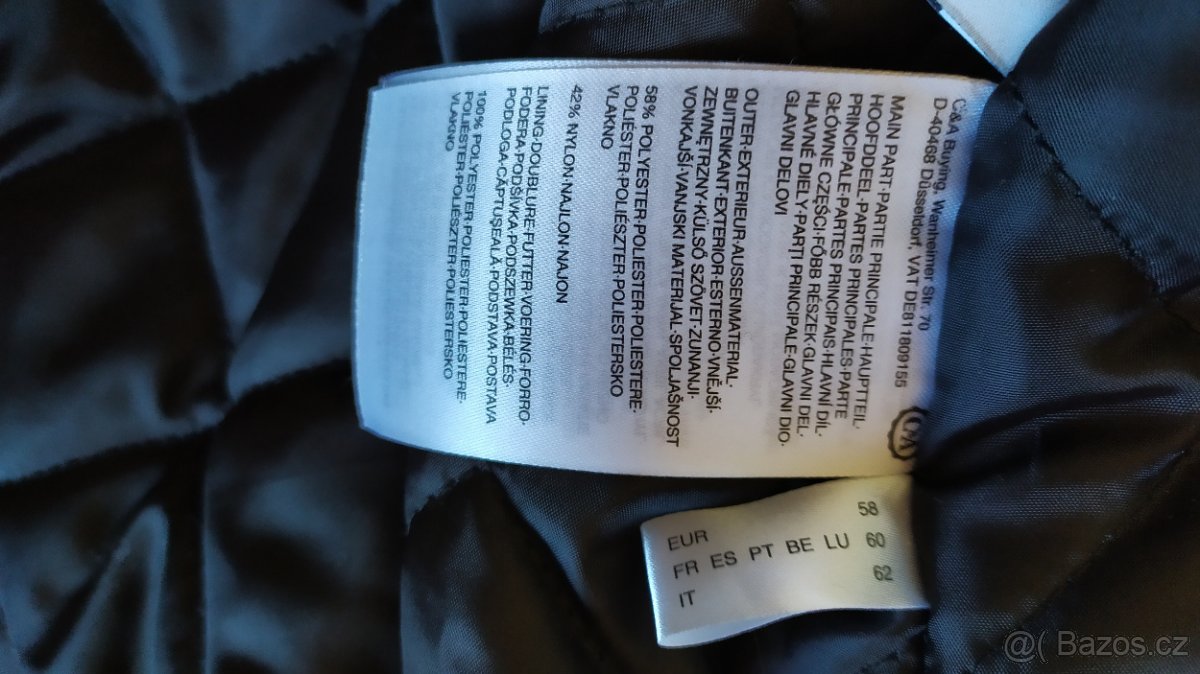 C&A Buying, Wanheimer Str. 70
D-40468 Düsseldorf, VAT DE811809155
C&A
MAIN PART·PARTIE PRINCIPALE·HAUPTTEIL·
HOOFDDEEL·PARTES PRINCIPALES·PARTE
PRINCIPALE·PARTES PRINCIPAIS·HLAVNÍ DÍL·
GŁÓWNE CZĘŚCI·FŐBB RÉSZEK·GLAVNI DEL·
HLAVNÉ DIELY·PĂRȚI PRINCIPALE·GLAVNI DIO·
GLAVNI DELOVI
OUTER·EXTERIEUR·AUSSENMATERIAL·
BUITENKANT·EXTERIOR·ESTERNO·VNĚJŠÍ·
ZEWNĘTRZNY·KÜLSŐ SZÖVET·ZUNANJI·
VONKAJŠÍ·VANJSKI MATERIJAL·SPOLJAŠNOST
58% POLYESTER·POLIESTER·POLIESTERE·
POLIÉSTER·POLIÉSZTER·POLIESTERSKO
VLAKNO
42% NYLON·NAJLON·NAJON
LINING·DOUBLURE·FUTTER·VOERING·FORRO·
FODERA·PODŠÍVKA·PODSZEWKA·BÉLÉS·
PODLOGA·CĂPTUȘEALĂ·PODSTAVA·POSTAVA
100% POLYESTER·POLIESTER·POLIESTERE·
POLIÉSTER·POLIÉSZTER·POLIESTERSKO
VLAKNO
EUR 58
FR ES PT BE LU 60
IT 62
@( Bazos.cz